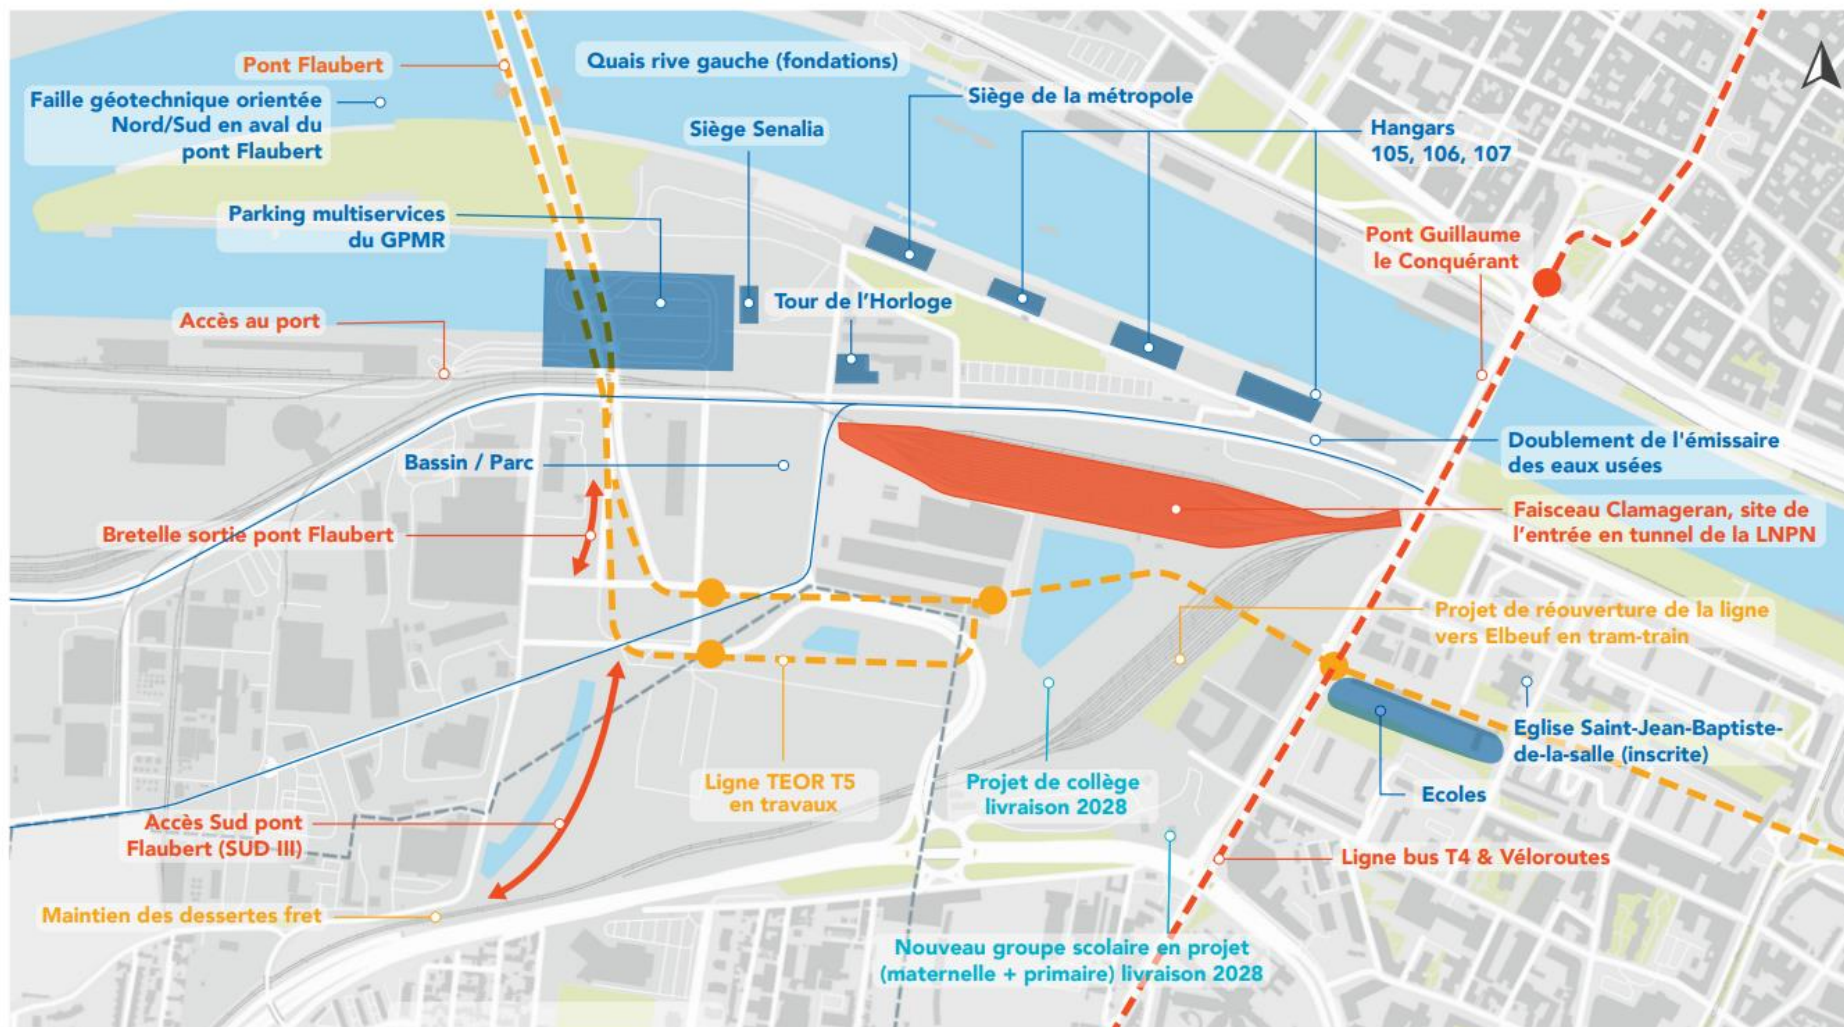 Pont Flaubert
Quais rive gauche (fondations)
Faille géotechnique orientée
Nord/Sud en aval du
pont Flaubert
Siège Senalia
Siège de la métropole
Hangars
105, 106, 107
Parking multiservices
du GPMR
Pont Guillaume
le Conquérant
Tour de l'Horloge
Accès au port
Bassin / Parc
Doublement de l'émissaire
des eaux usées
Bretelle sortie pont Flaubert
Faisceau Clamageran, site de
l'entrée en tunnel de la LNPN
Projet de réouverture de la ligne
vers Elbeuf en tram-train
Eglise Saint-Jean-Baptiste-
de-la-salle (inscrite)
Ligne TEOR T5
en travaux
Projet de collège
livraison 2028
Ecoles
Accès Sud pont
Flaubert (SUD III)
Ligne bus T4 & Véloroutes
Maintien des dessertes fret
Nouveau groupe scolaire en projet
(maternelle + primaire) livraison 2028